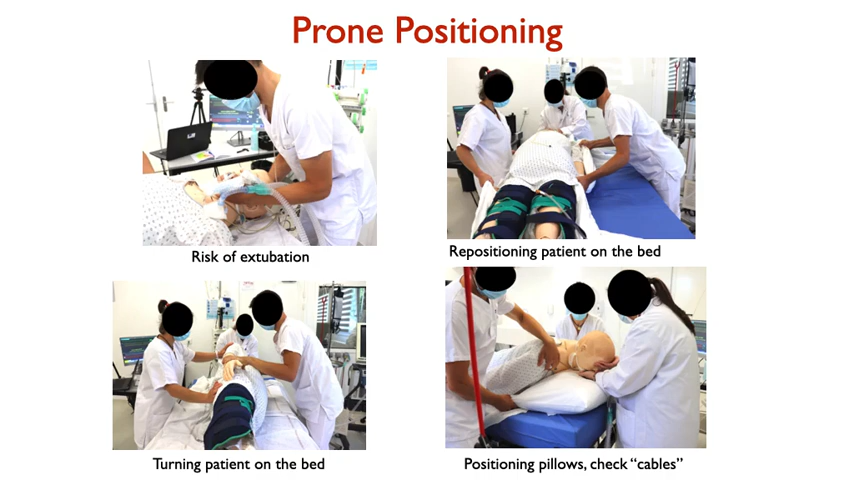 Prone Positioning
Risk of extubation
Repositioning patient on the bed
Turning patient on the bed
Positioning pillows, check “cables”